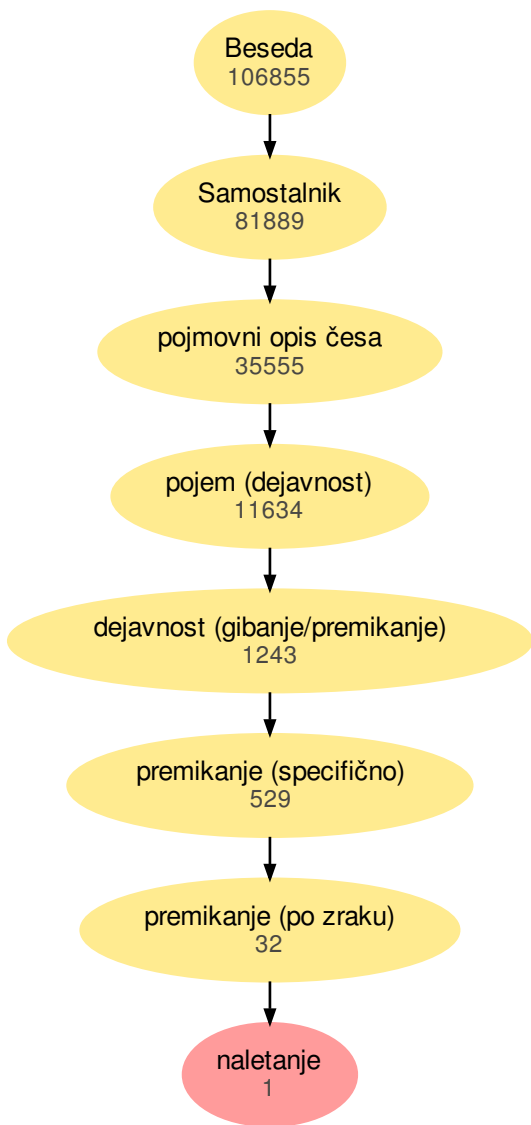 Beseda
106855
Samostalnik
81889
pojmovni opis česa
35555
pojem (dejavnost)
11634
dejavnost (gibanje/premikanje)
1243
premikanje (specifično)
529
premikanje (po zraku)
32
naletanje
1